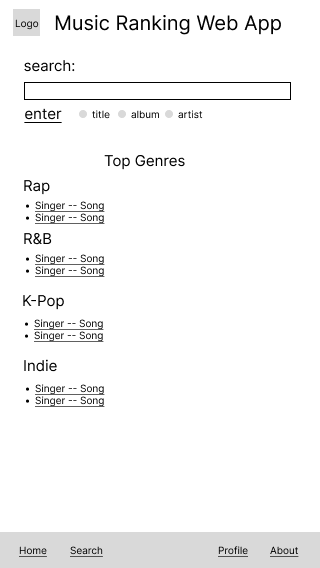 Logo Music Ranking Web App
search:
enter title album artist
Top Genres
Rap
• Singer -- Song
• Singer -- Song
R&B
• Singer -- Song
• Singer -- Song
K-Pop
• Singer -- Song
• Singer -- Song
Indie
• Singer -- Song
• Singer -- Song
Home Search Profile About